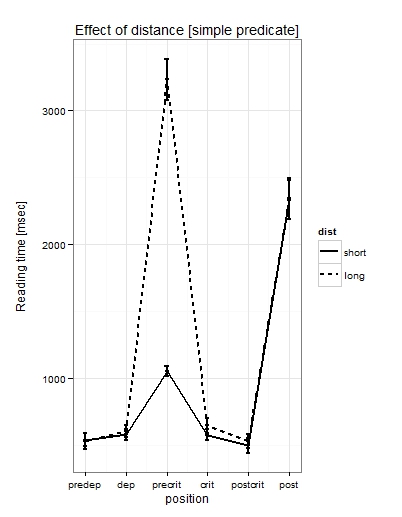 Effect of distance [simple predicate]
3000
2000
1000
Reading time [msec]
predep dep precrit crit postcrit post
position
dist
short
long